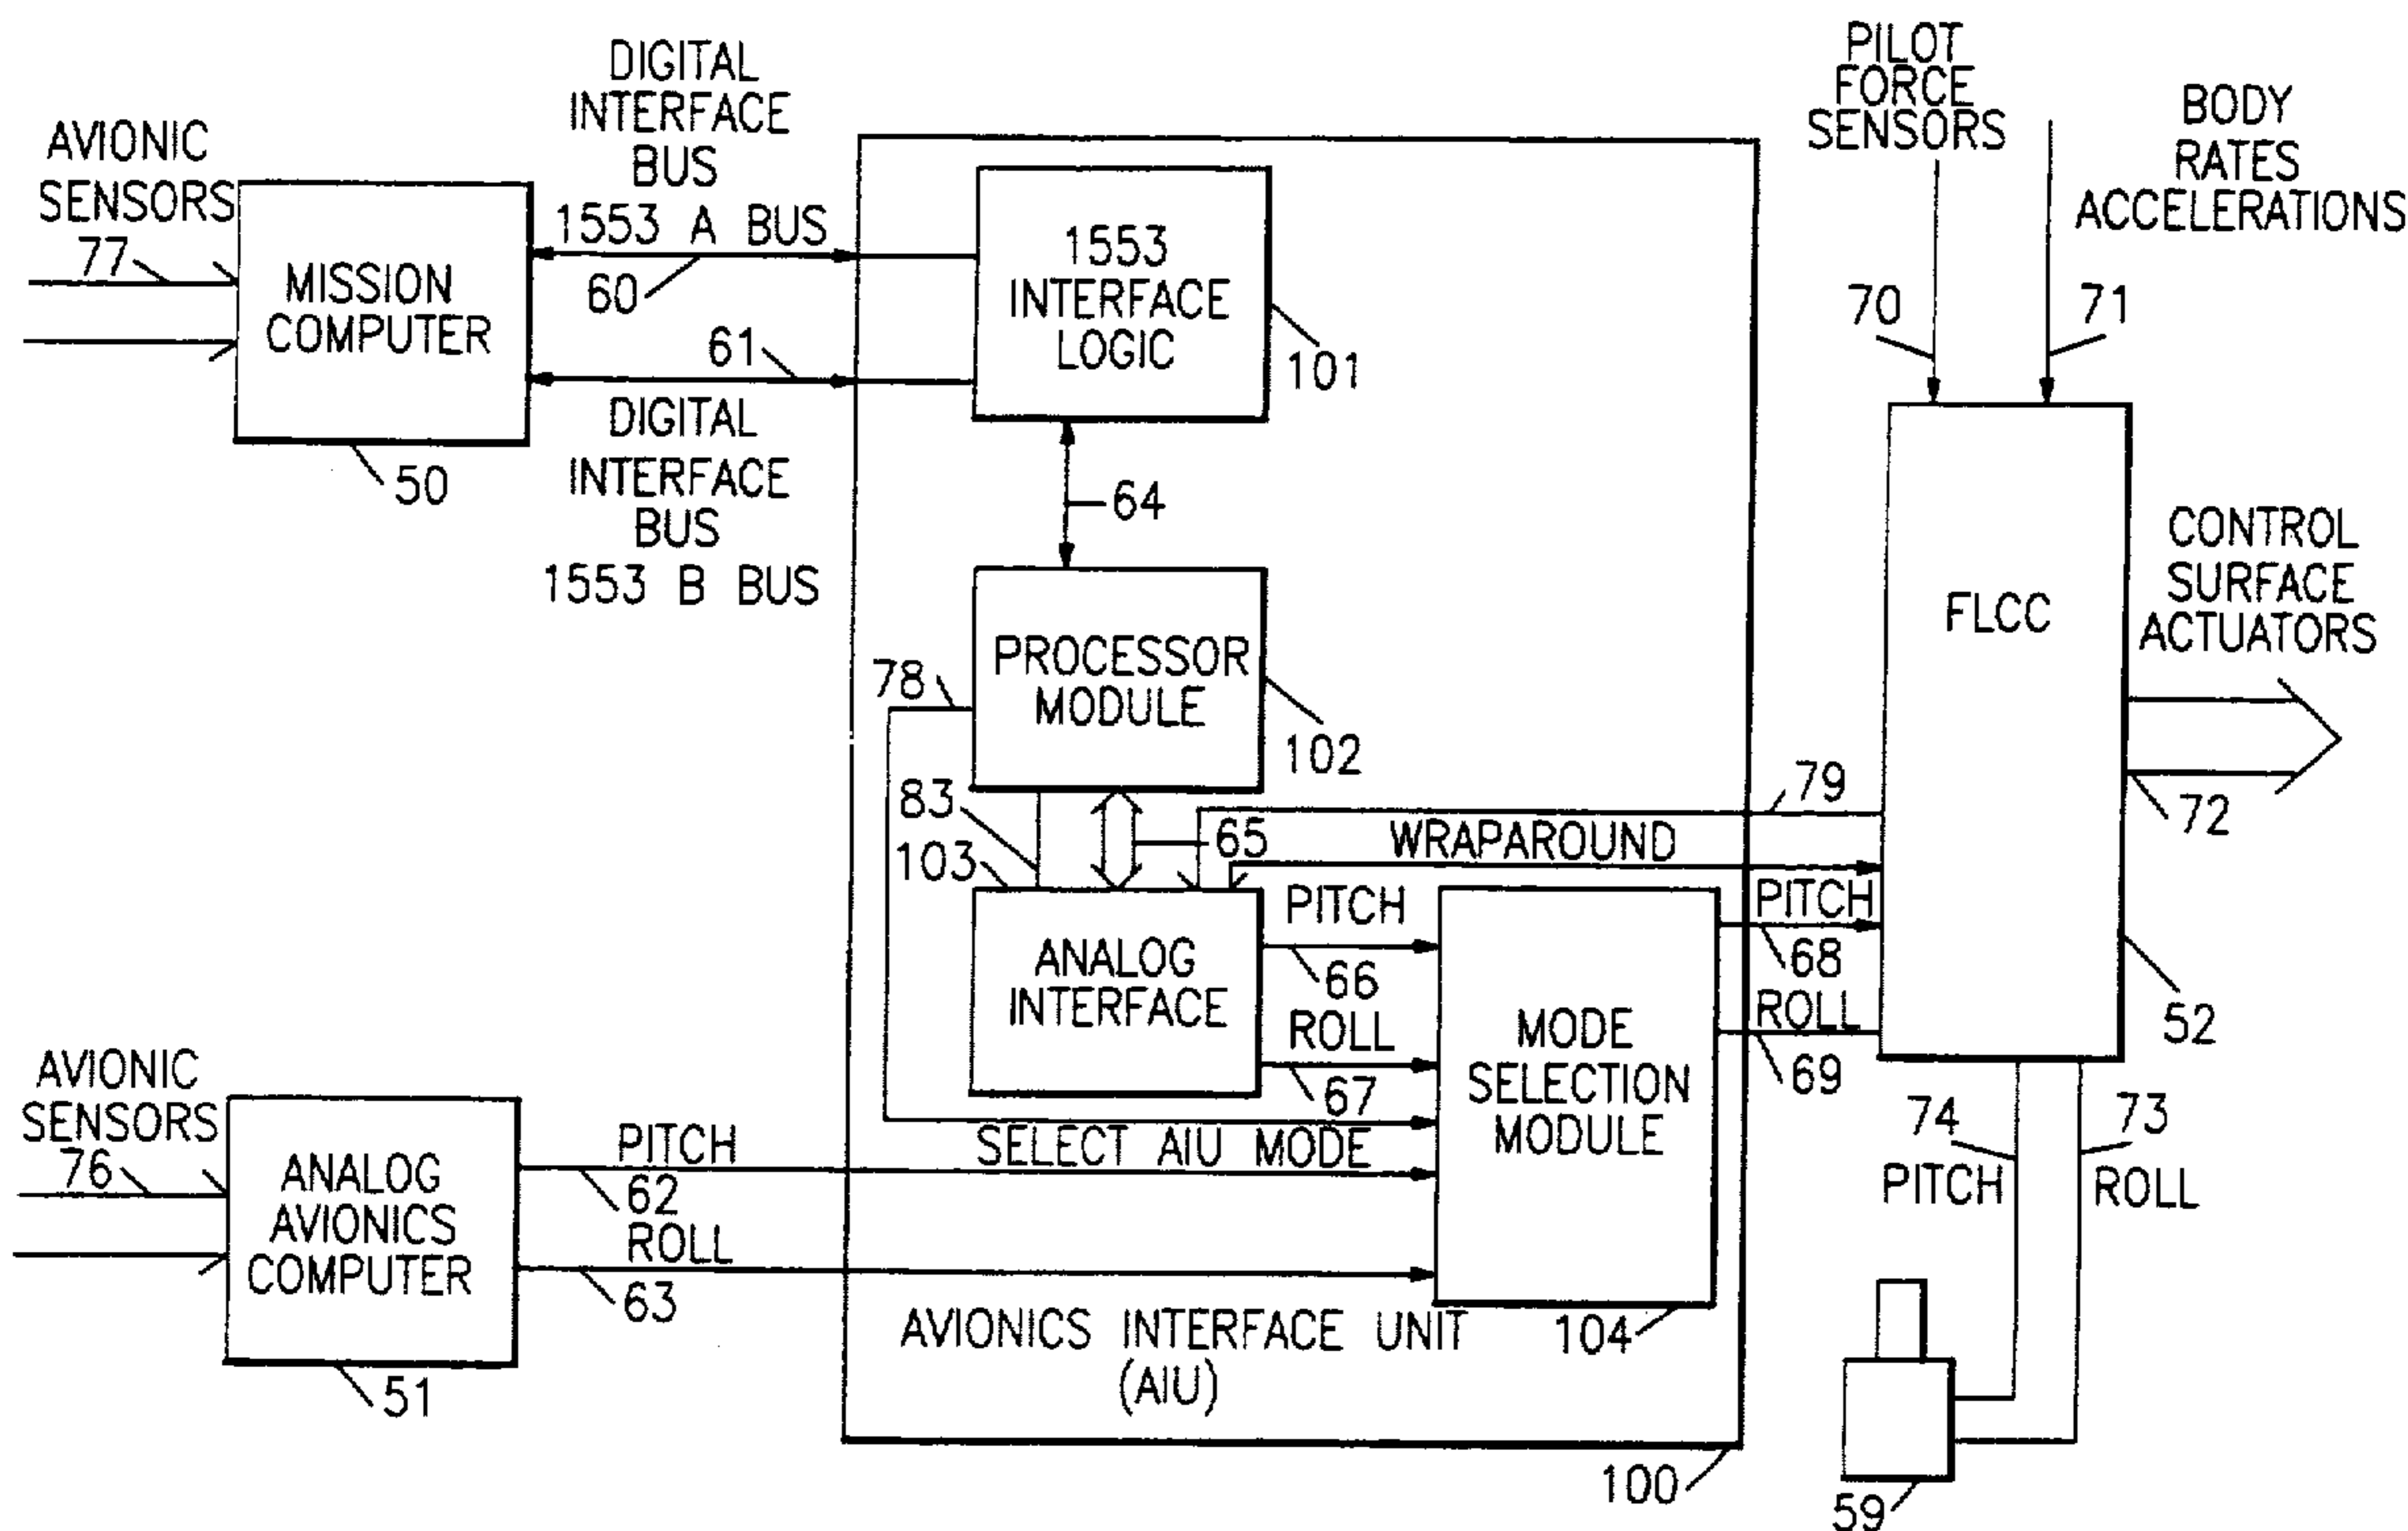 AVIONIC
SENSORS
77
MISSION
COMPUTER
50
DIGITAL
INTERFACE
BUS
1553 A BUS
60
61
DIGITAL
INTERFACE
BUS
1553 B BUS
1553
INTERFACE
LOGIC
101
64
PROCESSOR
MODULE
102
78
83
65
103
79
WRAPAROUND
ANALOG
INTERFACE
PITCH
66
ROLL
67
SELECT AIU MODE
MODE
SELECTION
MODULE
104
PITCH
68
ROLL
69
AVIONIC
SENSORS
76
ANALOG
AVIONICS
COMPUTER
51
PITCH
62
ROLL
63
AVIONICS INTERFACE UNIT
(AIU)
100
PILOT
FORCE
SENSORS
BODY
RATES
ACCELERATIONS
70
71
FLCC
CONTROL
SURFACE
ACTUATORS
72
52
74
PITCH
73
ROLL
59